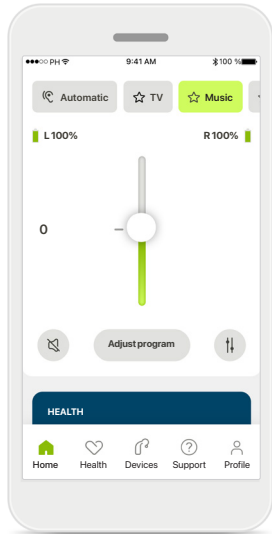 PH 9:41 AM 100 %
Automatic TV Music
L 100% R 100%
0
Adjust program
HEALTH
Home Health Devices Support Profile